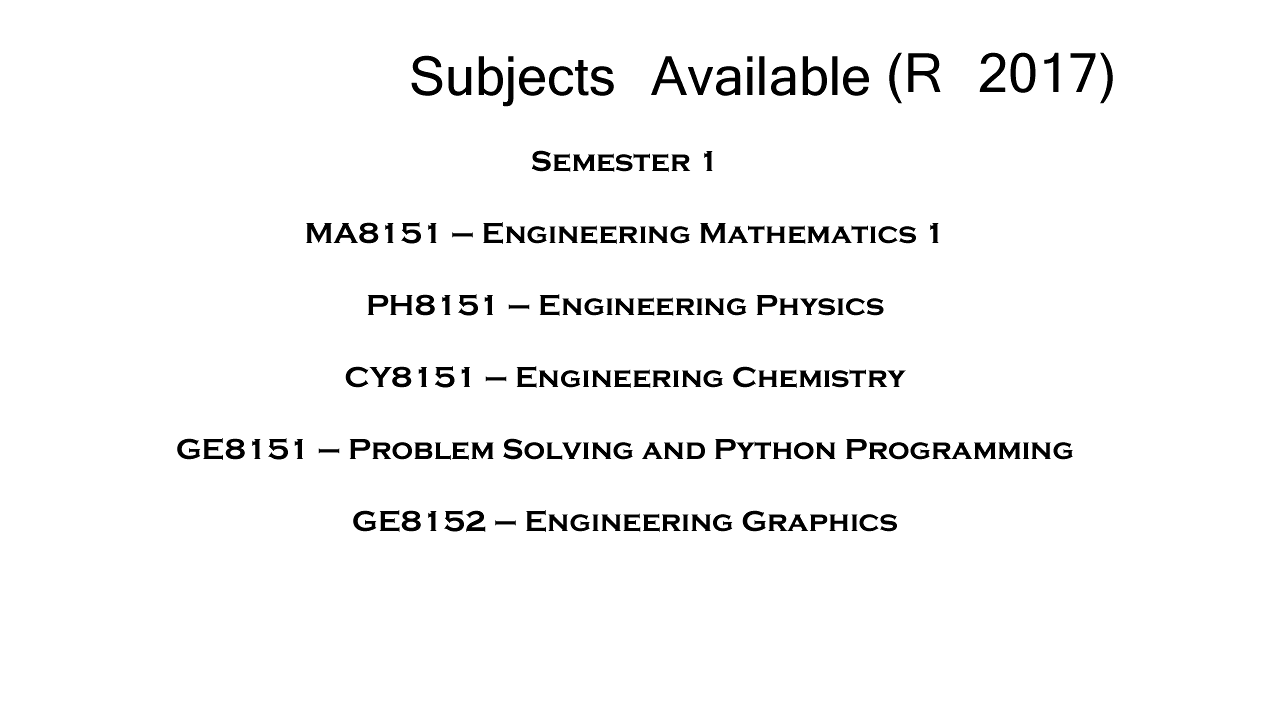 Subjects Available (R 2017)
Semester 1
MA8151 – Engineering Mathematics 1
PH8151 – Engineering Physics
CY8151 – Engineering Chemistry
GE8151 – Problem Solving and Python Programming
GE8152 – Engineering Graphics